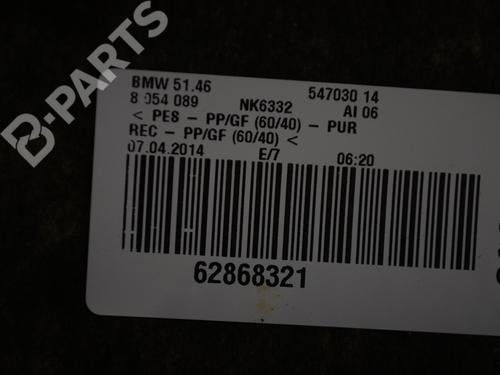 B-PARTS
BMW 51.46 547030 14
8 054 089 NK6332 AI 06
< PES - PP/GF (60/40) - PUR
REC - PP/GF (60/40) <
07.04.2014 E/7 06:20
62868321